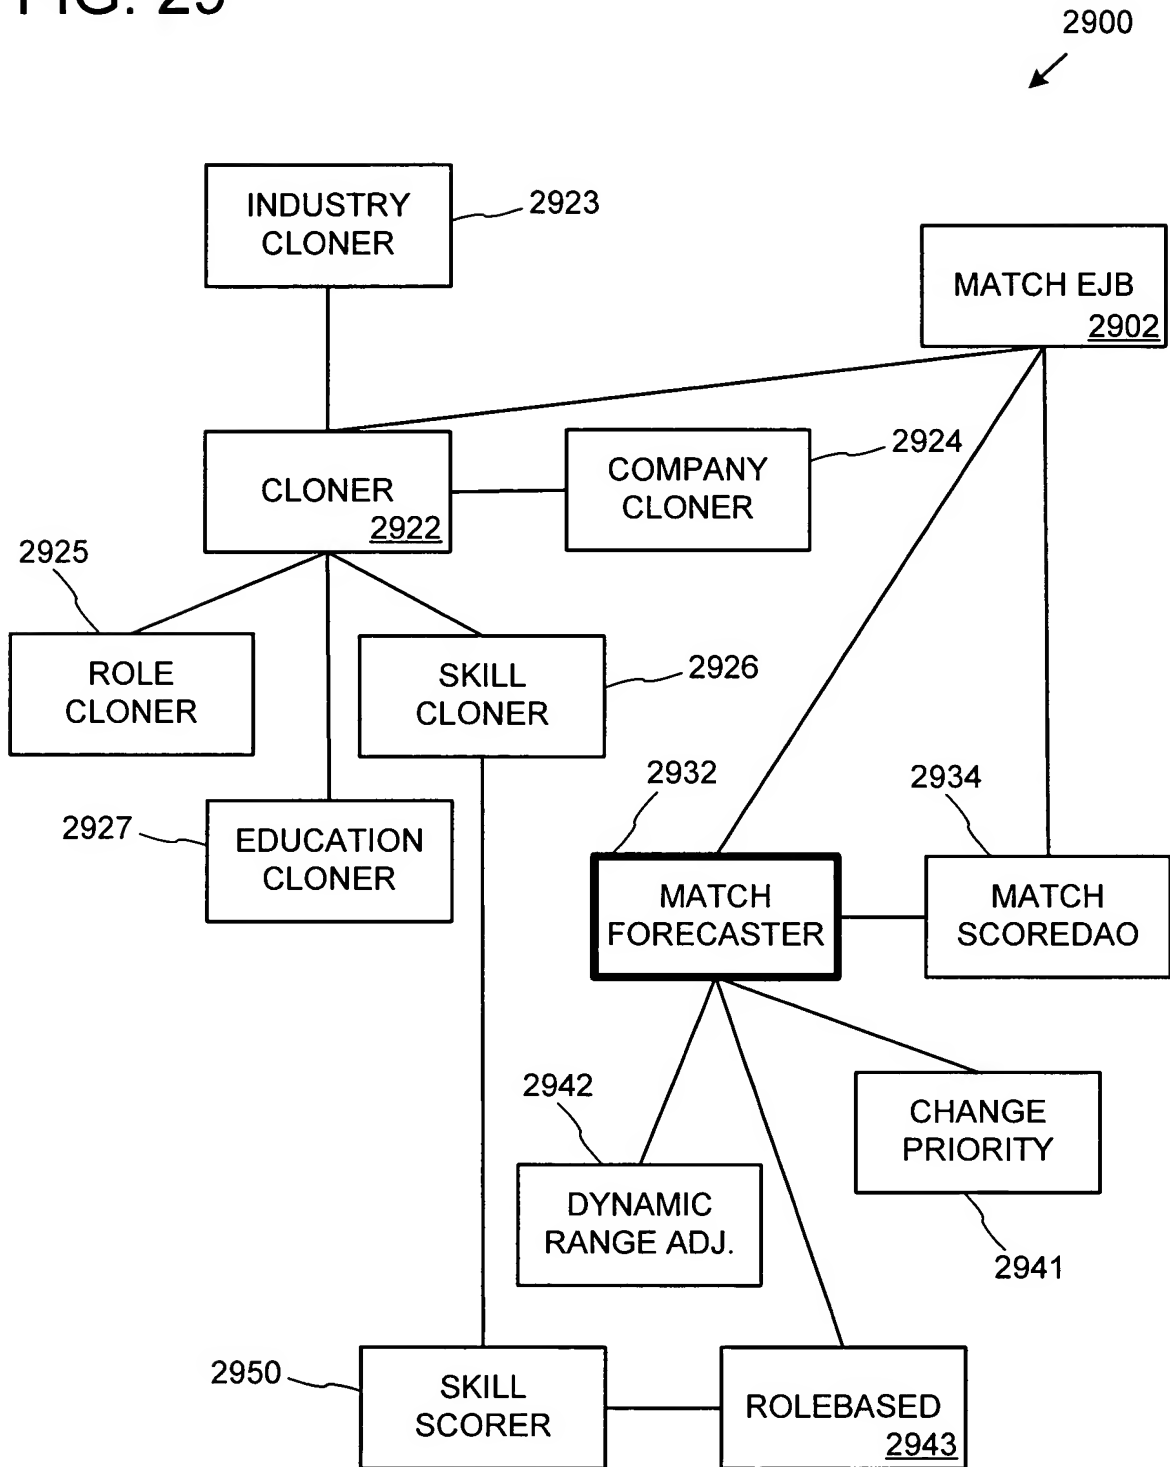 FIG. 29
2900
INDUSTRY
CLONER
2923
MATCH EJB
2902
CLONER
2922
COMPANY
CLONER
2924
2925
ROLE
CLONER
SKILL
CLONER
2926
2927
EDUCATION
CLONER
2932
MATCH
FORECASTER
2934
MATCH
SCOREDAO
2942
DYNAMIC
RANGE ADJ.
CHANGE
PRIORITY
2941
2950
SKILL
SCORER
ROLEBASED
2943